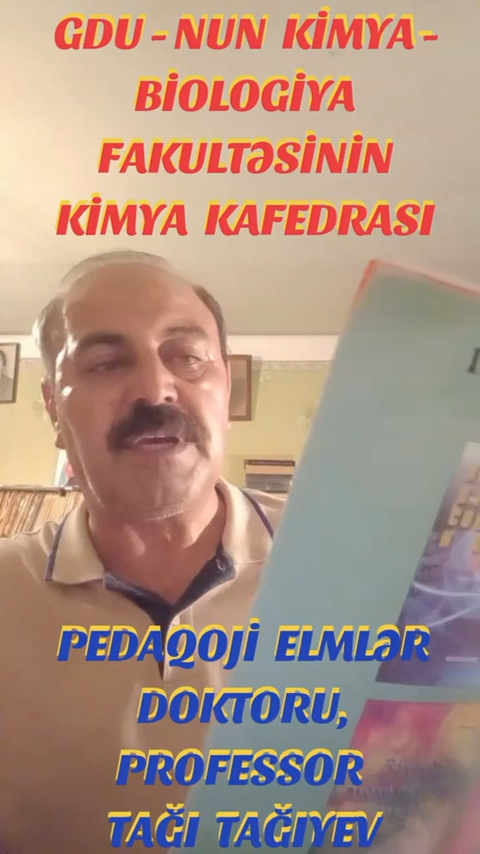 GDU - NUN KİMYA-
BİOLOGİYA
FAKULTƏSİNİN
KİMYA KAFEDRASI
PEDAQOJİ ELMLƏR
DOKTORU,
PROFESSOR
TAĞI TAĞIYEV